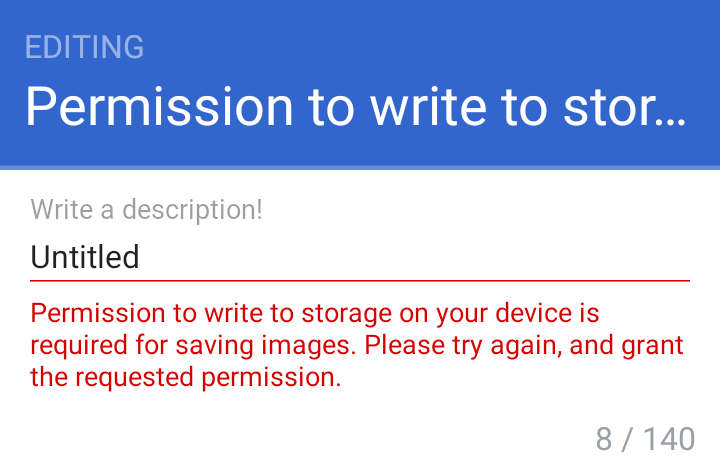 EDITING
Permission to write to stor...
Write a description!
Untitled
Permission to write to storage on your device is
required for saving images. Please try again, and grant
the requested permission.
8 / 140